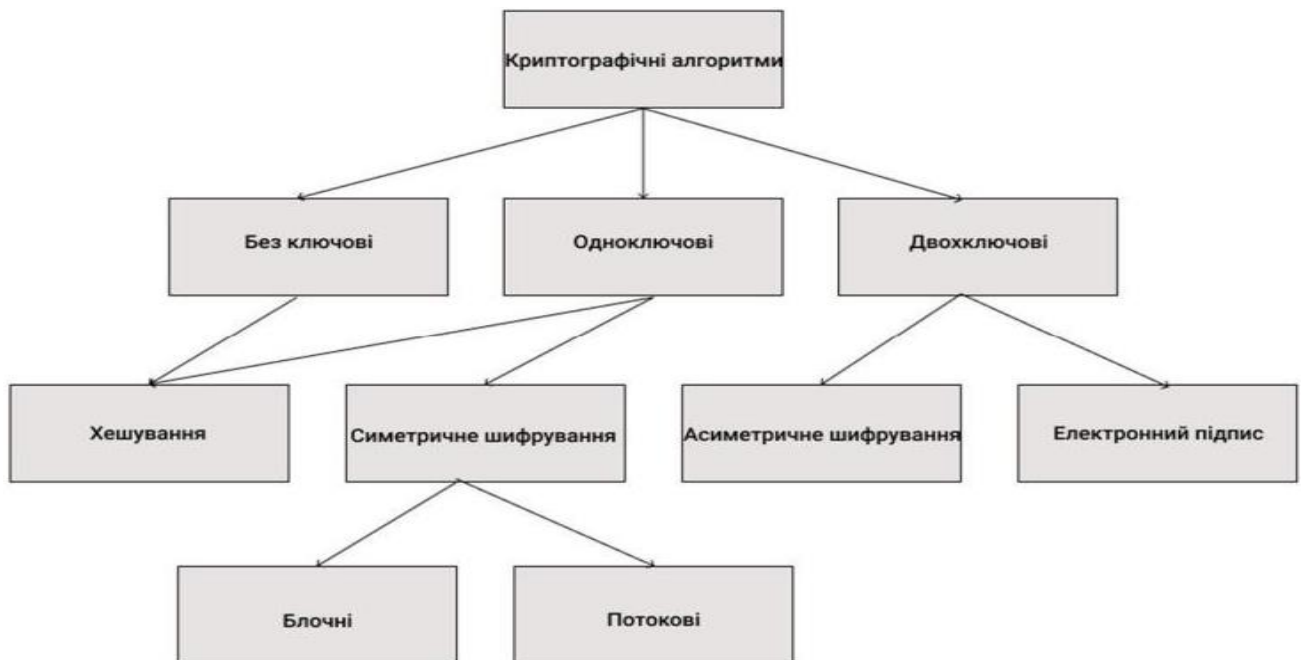 Криптографічні алгоритми
Без ключові
Одноключові
Двохключові
Хешування
Симетричне шифрування
Асиметричне шифрування
Електронний підпис
Блочні
Потокові